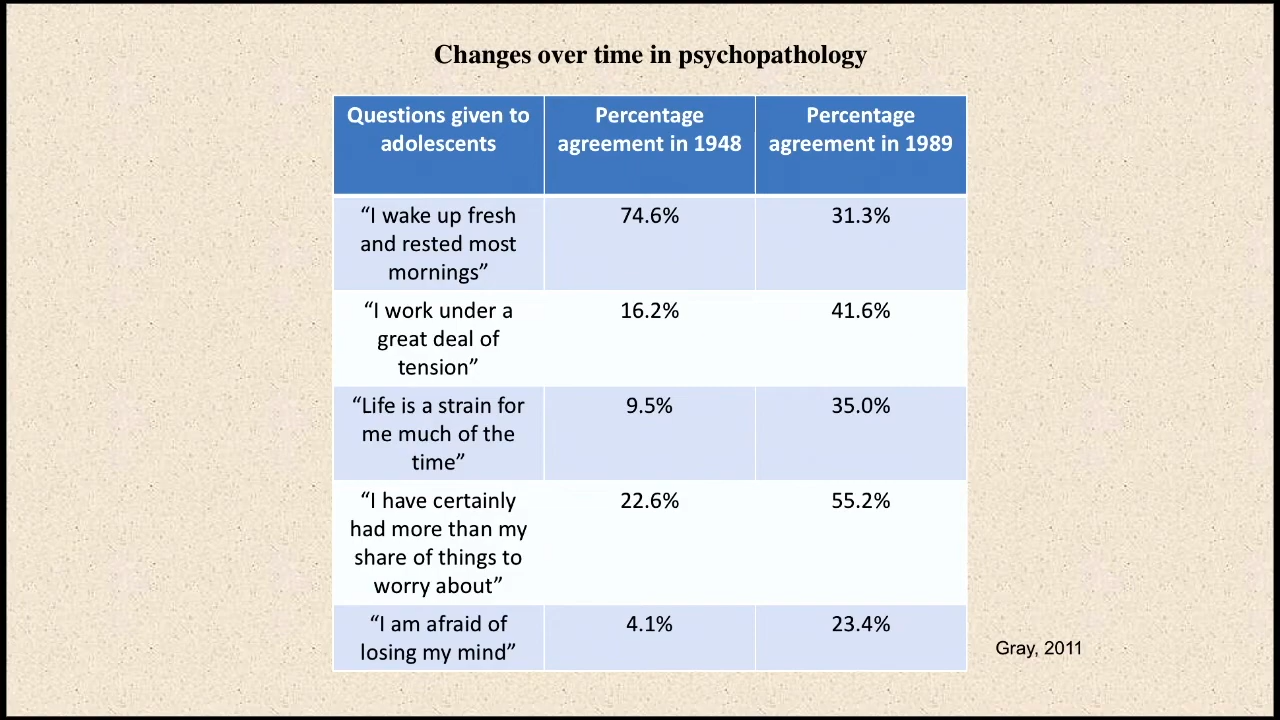 Changes over time in psychopathology
Questions given to
adolescents
Percentage
agreement in 1948
Percentage
agreement in 1989
“I wake up fresh
and rested most
mornings”
74.6%
31.3%
“I work under a
great deal of
tension”
16.2%
41.6%
“Life is a strain for
me much of the
time”
9.5%
35.0%
“I have certainly
had more than my
share of things to
worry about”
22.6%
55.2%
“I am afraid of
losing my mind”
4.1%
23.4%
Gray, 2011